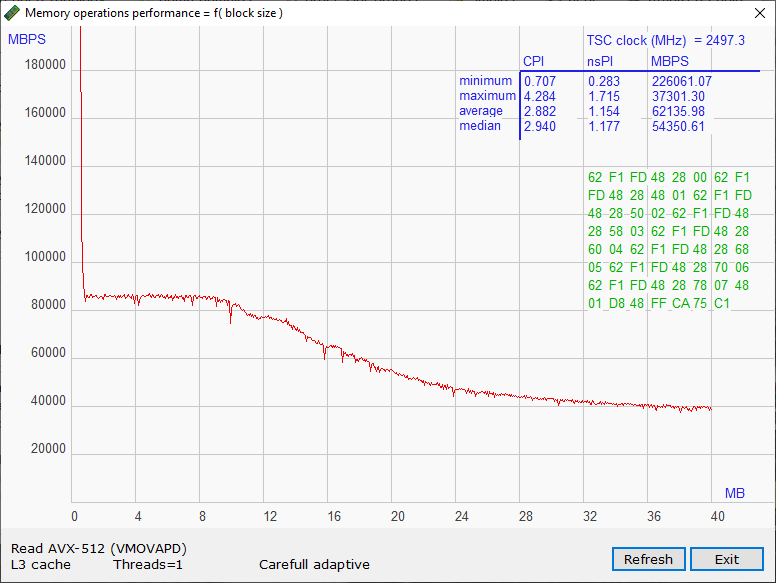 Memory operations performance = f( block size )
MBPS
TSC clock (MHz) = 2497.3
CPI nsPI MBPS
minimum 0.707 0.283 226061.07
maximum 4.284 1.715 37301.30
average 2.882 1.154 62135.98
median 2.940 1.177 54350.61
180000
160000
140000
120000
100000
80000
60000
40000
20000
62 F1 FD 48 28 00 62 F1
FD 48 28 48 01 62 F1 FD
48 28 50 02 62 F1 FD 48
28 58 03 62 F1 FD 48 28
60 04 62 F1 FD 48 28 68
05 62 F1 FD 48 28 70 06
62 F1 FD 48 28 78 07 48
01 D8 48 FF CA 75 C1
MB
0 4 8 12 16 20 24 28 32 36 40
Read AVX-512 (VMOVAPD)
L3 cache Threads=1 Carefull adaptive
Refresh Exit